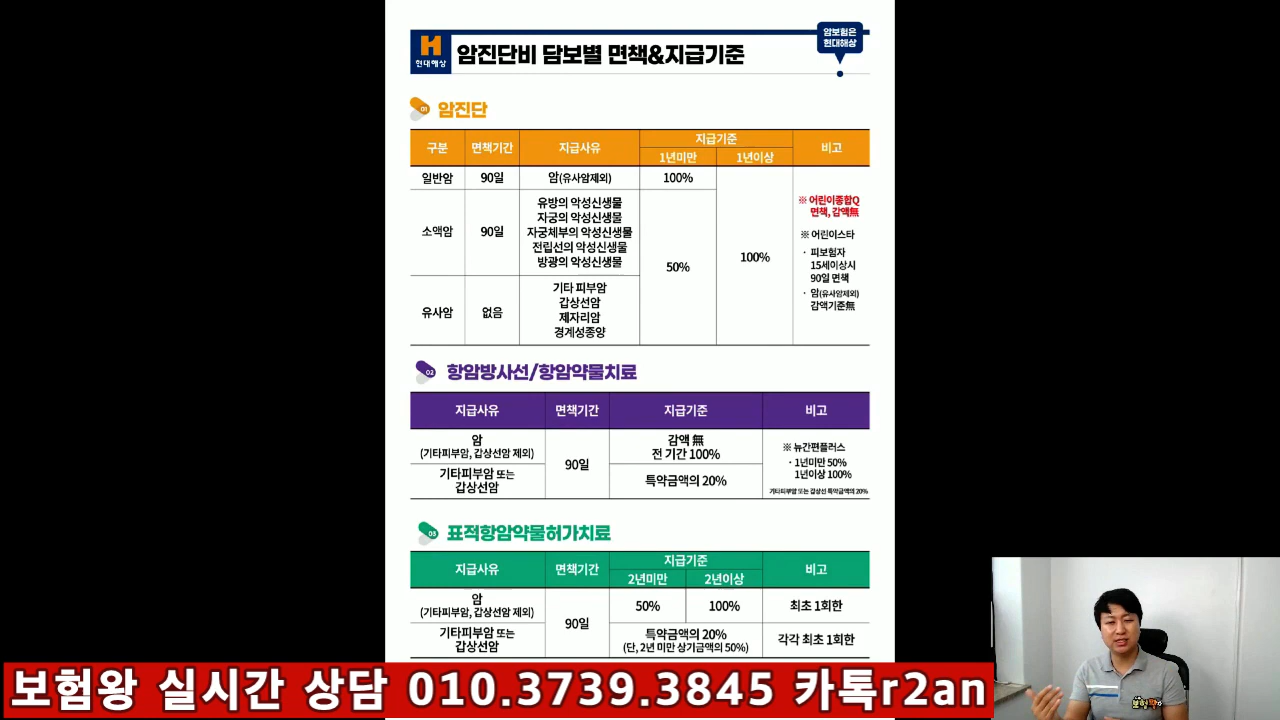 현대해상
암진단비 담보별 면책&지급기준
암보험은
현대해상
01 암진단
구분 면책기간 지급사유 지급기준 비고
1년미만 1년이상
일반암 90일 암(유사암제외) 100%
소액암 90일
유방의 악성신생물
자궁의 악성신생물
자궁체부의 악성신생물
전립선의 악성신생물
방광의 악성신생물
유사암 없음
기타 피부암
갑상선암
제자리암
경계성종양
50%
100%
※ 어린이종합Q
면책, 감액無
※ 어린이스타
· 피보험자
15세이상시
90일 면책
· 암(유사암제외)
감액기준無
02 항암방사선/항암약물치료
지급사유 면책기간 지급기준 비고
암
(기타피부암, 갑상선암 제외)
기타피부암 또는
갑상선암
90일
감액 無
전 기간 100%
특약금액의 20%
※ 뉴간편플러스
· 1년미만 50%
1년이상 100%
기타피부암 또는 갑상선 특약금액의 20%
03 표적항암약물허가치료
지급사유 면책기간 지급기준 비고
2년미만 2년이상
암
(기타피부암, 갑상선암 제외)
기타피부암 또는
갑상선암
90일
50% 100% 최초 1회한
특약금액의 20%
(단, 2년 미만 상기금액의 50%)
각각 최초 1회한
보험왕 실시간 상담 010.3739.3845 카톡r2an